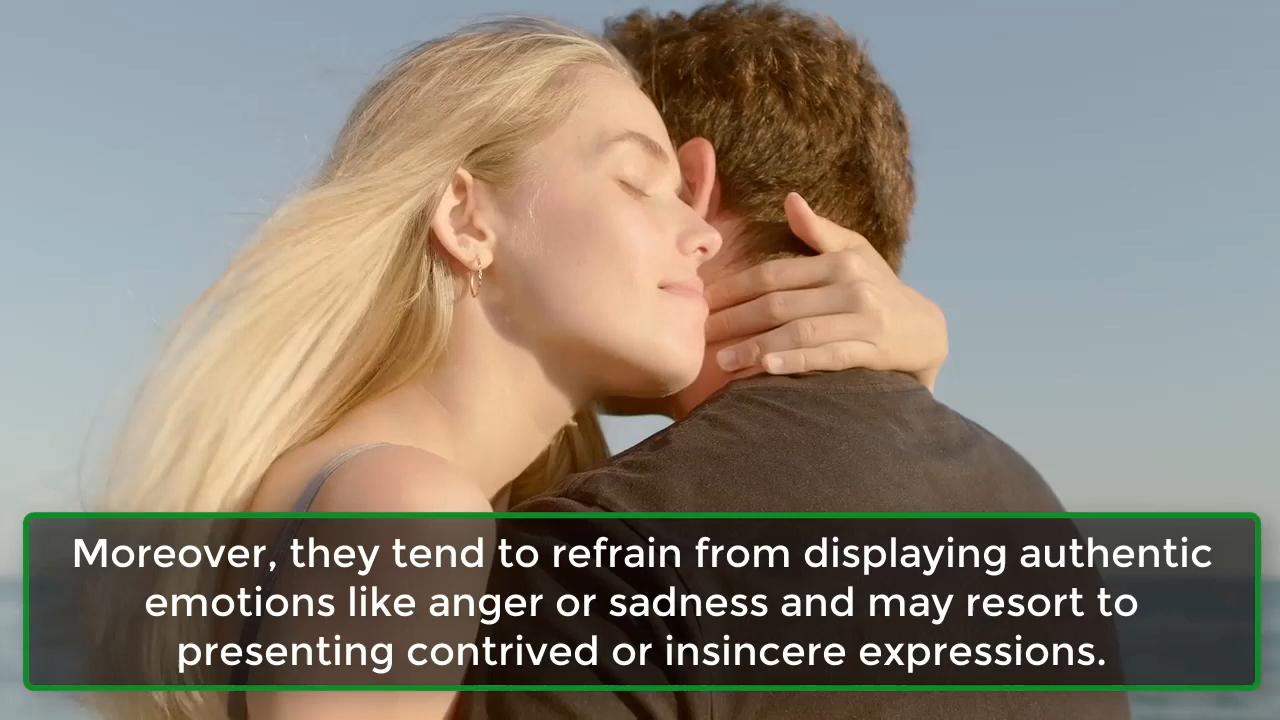 Moreover, they tend to refrain from displaying authentic
emotions like anger or sadness and may resort to
presenting contrived or insincere expressions.